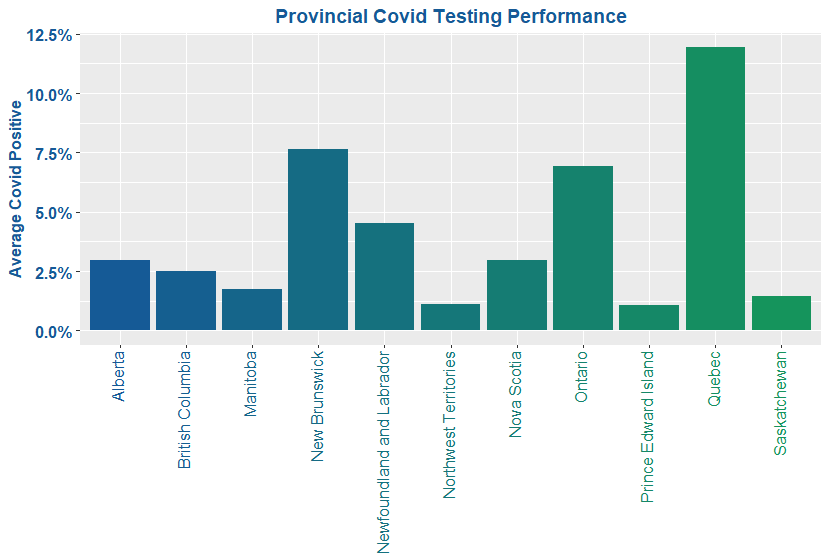 Provincial Covid Testing Performance
Average Covid Positive
12.5%
10.0%
7.5%
5.0%
2.5%
0.0%
Alberta
British Columbia
Manitoba
New Brunswick
Newfoundland and Labrador
Northwest Territories
Nova Scotia
Ontario
Prince Edward Island
Quebec
Saskatchewan